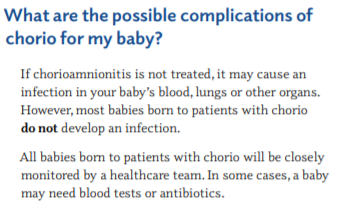 What are the possible complications of
chorio for my baby?
If chorioamnionitis is not treated, it may cause an
infection in your baby's blood, lungs or other organs.
However, most babies born to patients with chorio
do not develop an infection.
All babies born to patients with chorio will be closely
monitored by a healthcare team. In some cases, a baby
may need blood tests or antibiotics.